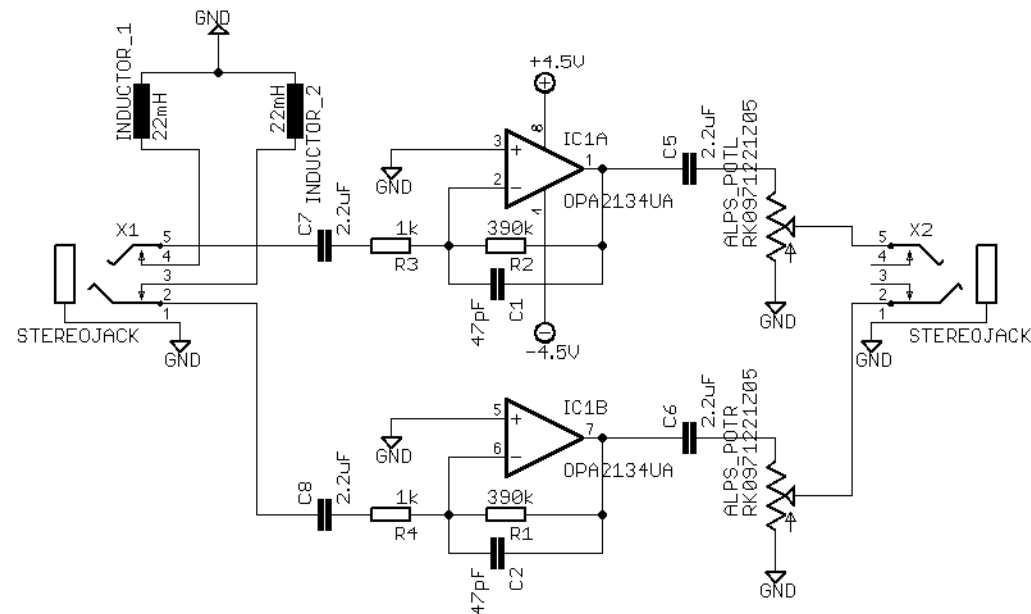 GND
INDUCTOR_1
22mH
22mH
INDUCTOR_2
+4.5V
8
IC1A
3
+
1
2
−
4
OPA2134UA
GND
C5
2.2uF
ALPS_POTL
RK0971221Z05
C7
2.2uF
1k
R3
390k
R2
47pF
C1
-4.5V
X1
5
4
3
2
1
STEREOJACK
GND
X2
5
4
3
2
1
STEREOJACK
GND
GND
IC1B
5
+
7
6
−
OPA2134UA
GND
C6
2.2uF
ALPS_POTR
RK0971221Z05
C8
2.2uF
1k
R4
390k
R1
47pF
C2
GND